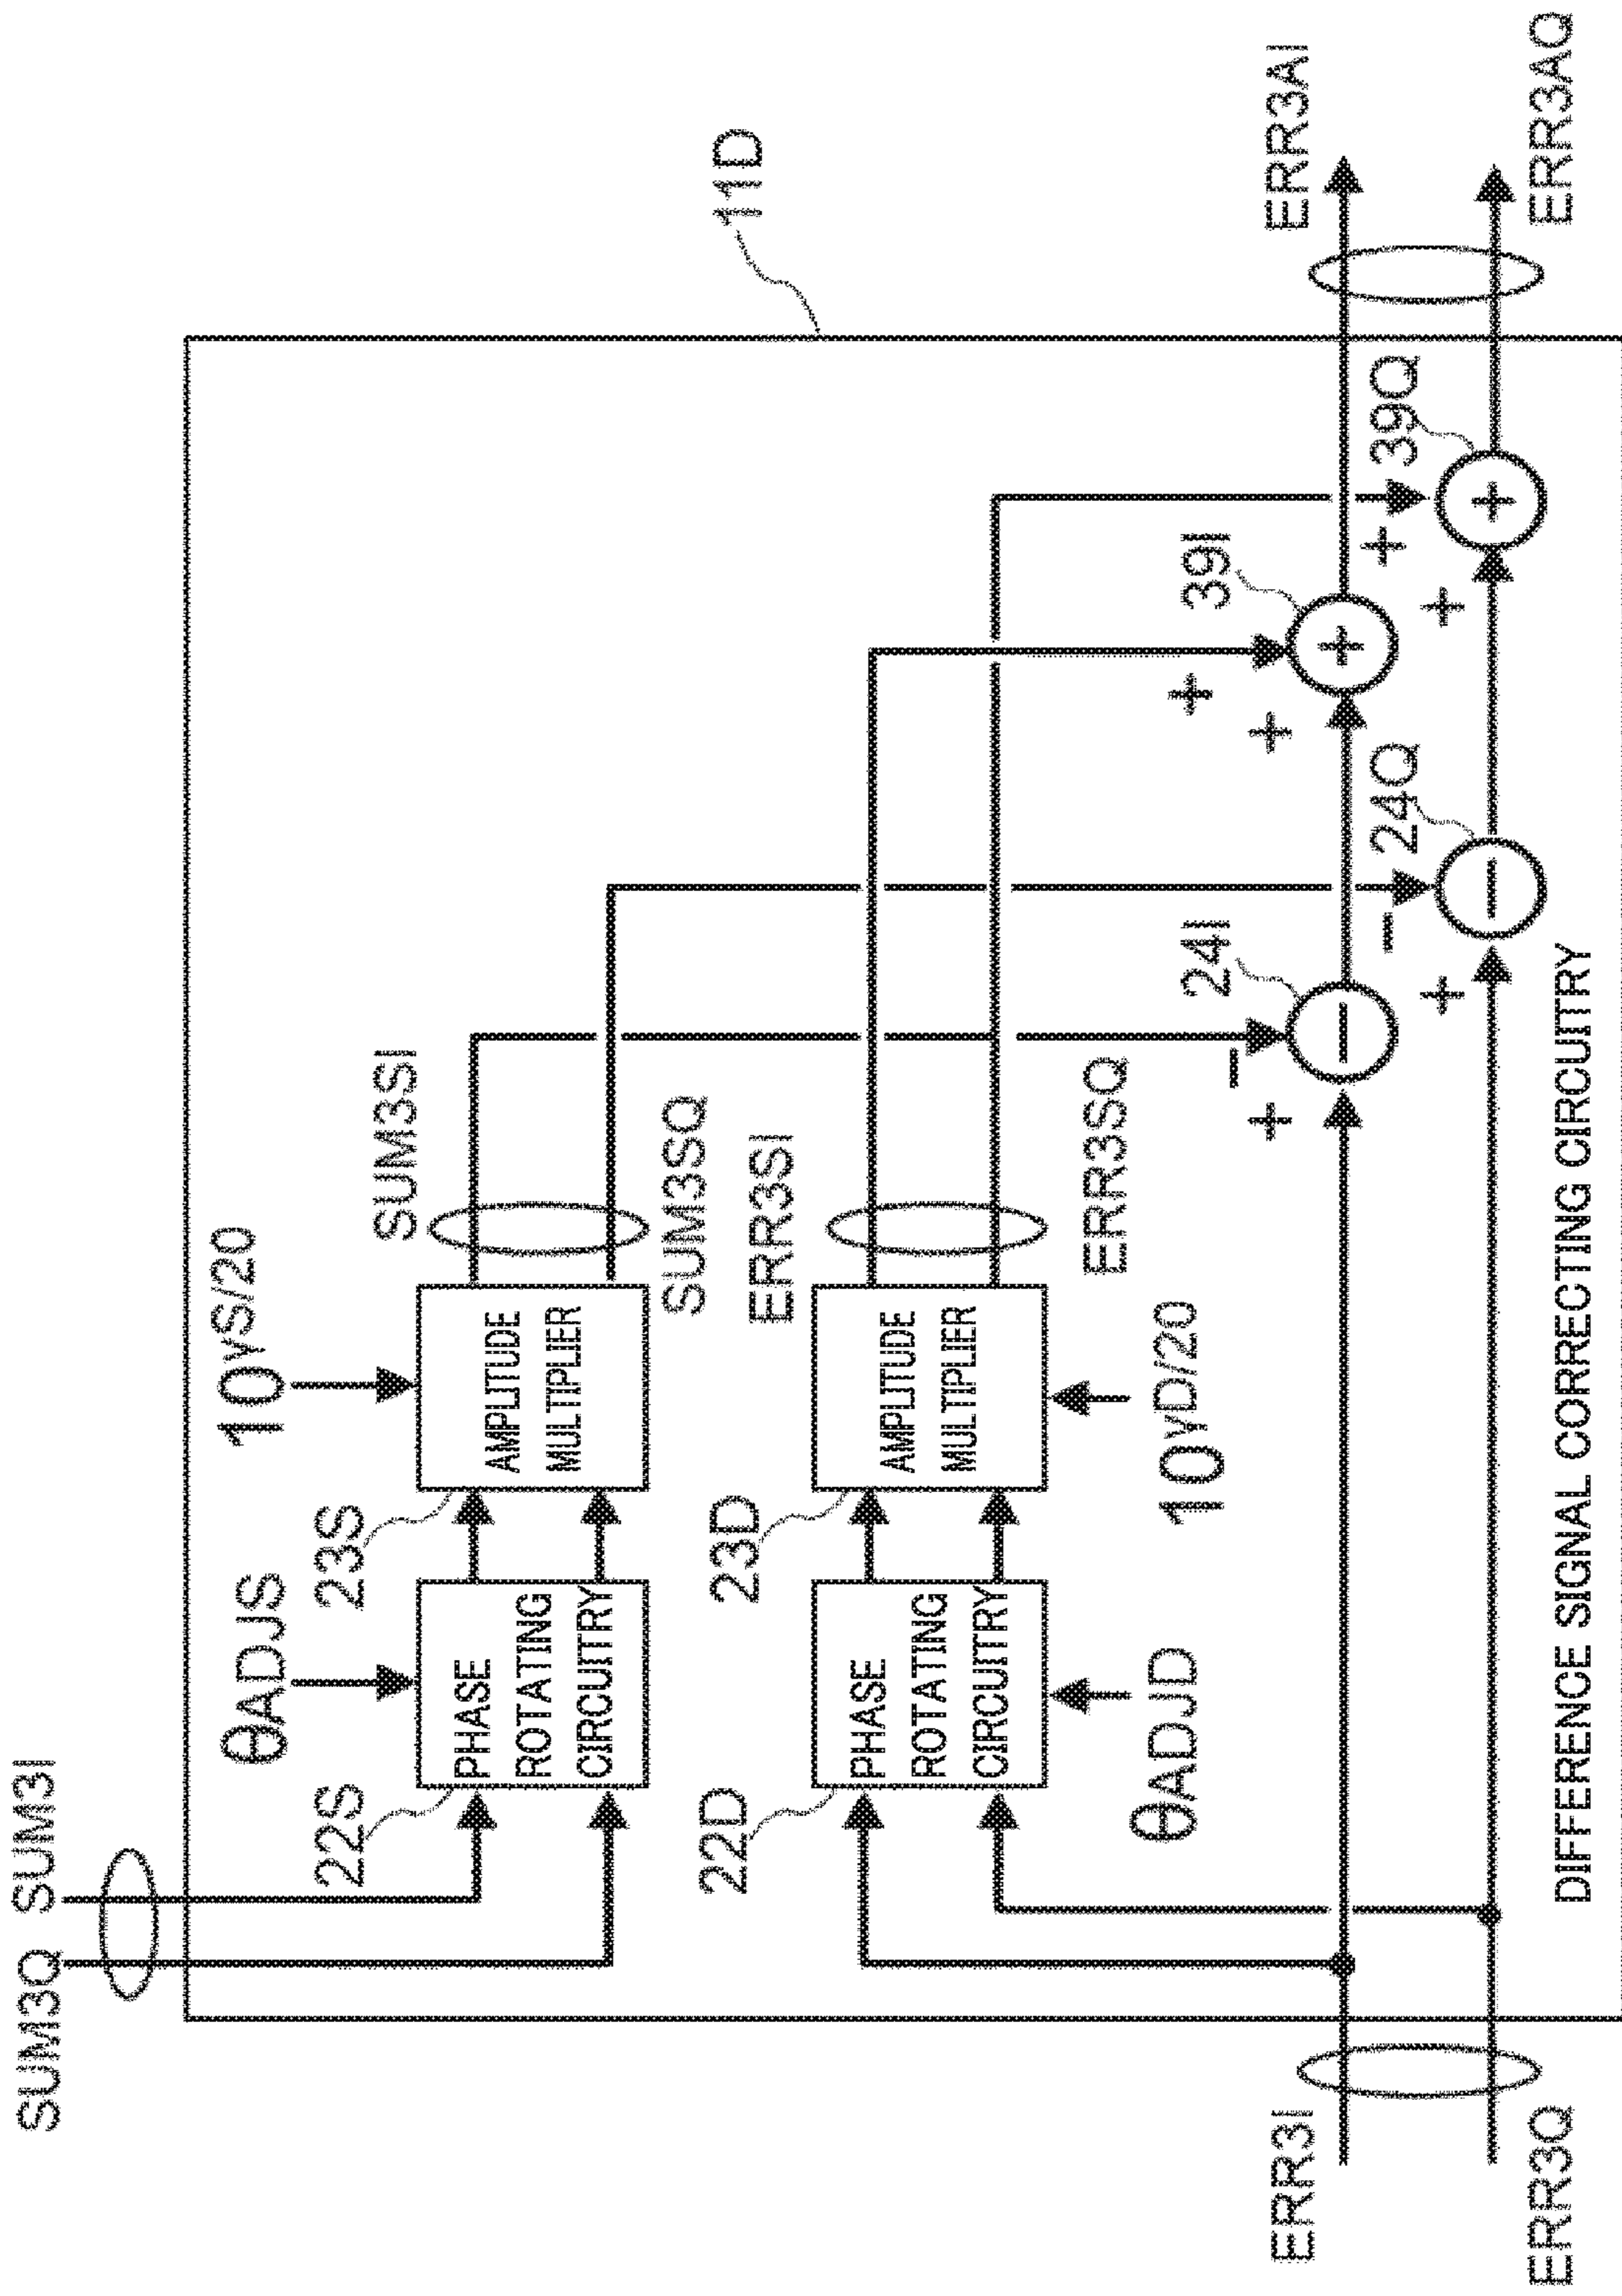 SUM3Q SUM3I
11D
θADJS
10γS/20
22S
23S
PHASE
ROTATING
CIRCUITRY
AMPLITUDE
MULTIPLIER
SUM3SI
SUM3SQ
22D
23D
PHASE
ROTATING
CIRCUITRY
AMPLITUDE
MULTIPLIER
ERR3SI
ERR3SQ
θADJD
10γD/20
24I
39I
ERR3I
+
−
−
+
+
+
ERR3AI
24Q
39Q
ERR3Q
+
−
−
+
+
+
ERR3AQ
DIFFERENCE SIGNAL CORRECTING CIRCUITRY